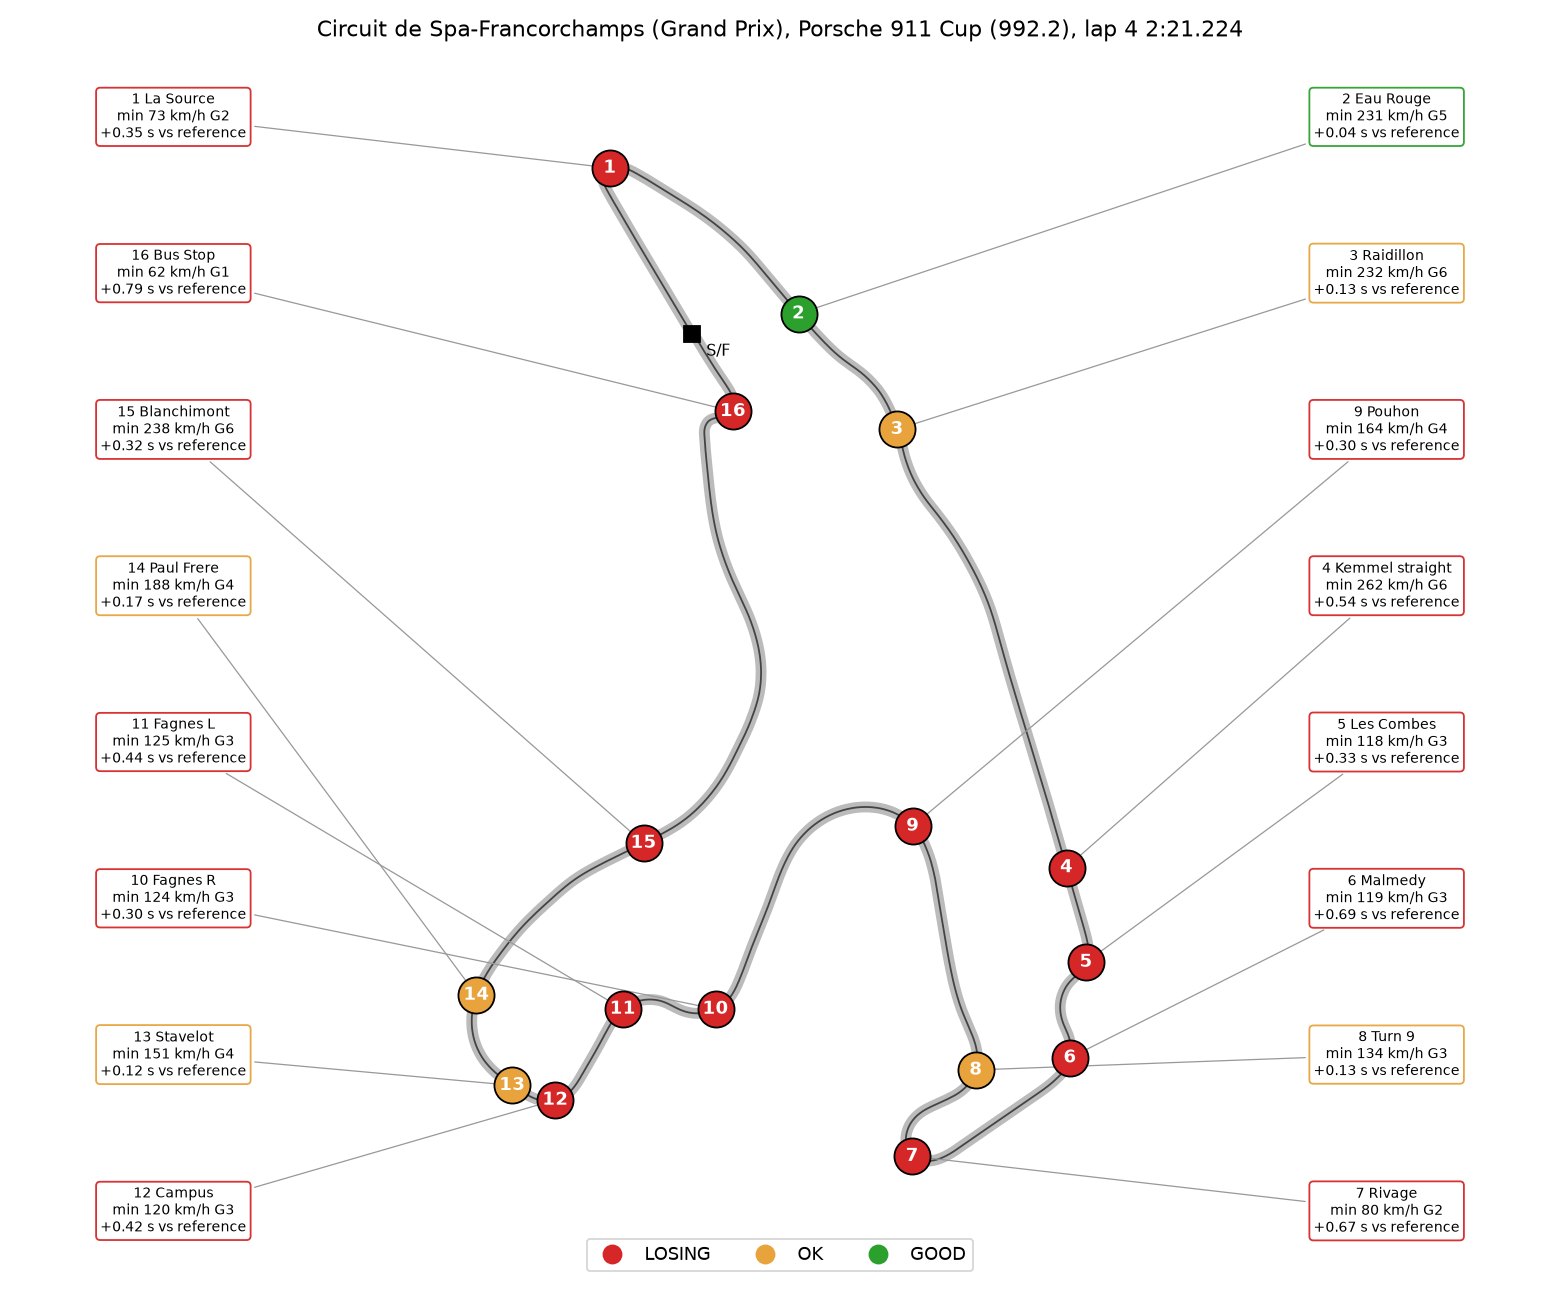 Circuit de Spa-Francorchamps (Grand Prix), Porsche 911 Cup (992.2), lap 4 2:21.224
1 La Source
min 73 km/h G2
+0.35 s vs reference
2 Eau Rouge
min 231 km/h G5
+0.04 s vs reference
16 Bus Stop
min 62 km/h G1
+0.79 s vs reference
3 Raidillon
min 232 km/h G6
+0.13 s vs reference
15 Blanchimont
min 238 km/h G6
+0.32 s vs reference
9 Pouhon
min 164 km/h G4
+0.30 s vs reference
14 Paul Frere
min 188 km/h G4
+0.17 s vs reference
4 Kemmel straight
min 262 km/h G6
+0.54 s vs reference
11 Fagnes L
min 125 km/h G3
+0.44 s vs reference
5 Les Combes
min 118 km/h G3
+0.33 s vs reference
10 Fagnes R
min 124 km/h G3
+0.30 s vs reference
6 Malmedy
min 119 km/h G3
+0.69 s vs reference
13 Stavelot
min 151 km/h G4
+0.12 s vs reference
8 Turn 9
min 134 km/h G3
+0.13 s vs reference
12 Campus
min 120 km/h G3
+0.42 s vs reference
7 Rivage
min 80 km/h G2
+0.67 s vs reference
1
2
S/F
16
3
15
9
4
5
14
11
10
6
8
13
12
7
LOSING
OK
GOOD